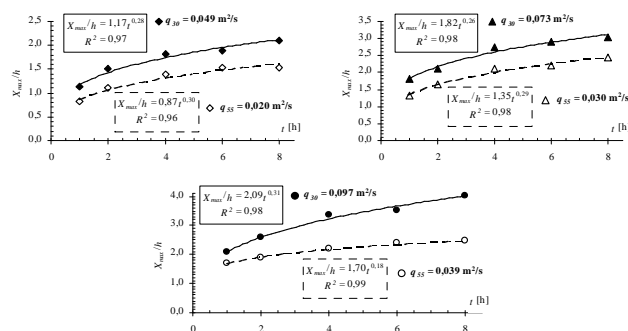 X_max/h = 1,17t^0,28
R² = 0,97
q_30 = 0,049 m²/s
2,5
2,0
1,5
1,0
0,5
0,0
X_max/h
X_max/h = 0,87t^0,30
R² = 0,96
q_55 = 0,020 m²/s
t [h]
0 2 4 6 8
X_max/h = 1,82t^0,26
R² = 0,98
q_30 = 0,073 m²/s
3,5
3,0
2,5
2,0
1,5
1,0
0,5
0,0
X_max/h
X_max/h = 1,35t^0,29
R² = 0,98
q_55 = 0,030 m²/s
t [h]
0 2 4 6 8
X_max/h = 2,09t^0,31
R² = 0,98
q_30 = 0,097 m²/s
4,0
3,0
2,0
1,0
0,0
X_max/h
X_max/h = 1,70t^0,18
R² = 0,99
q_55 = 0,039 m²/s
t [h]
0 2 4 6 8